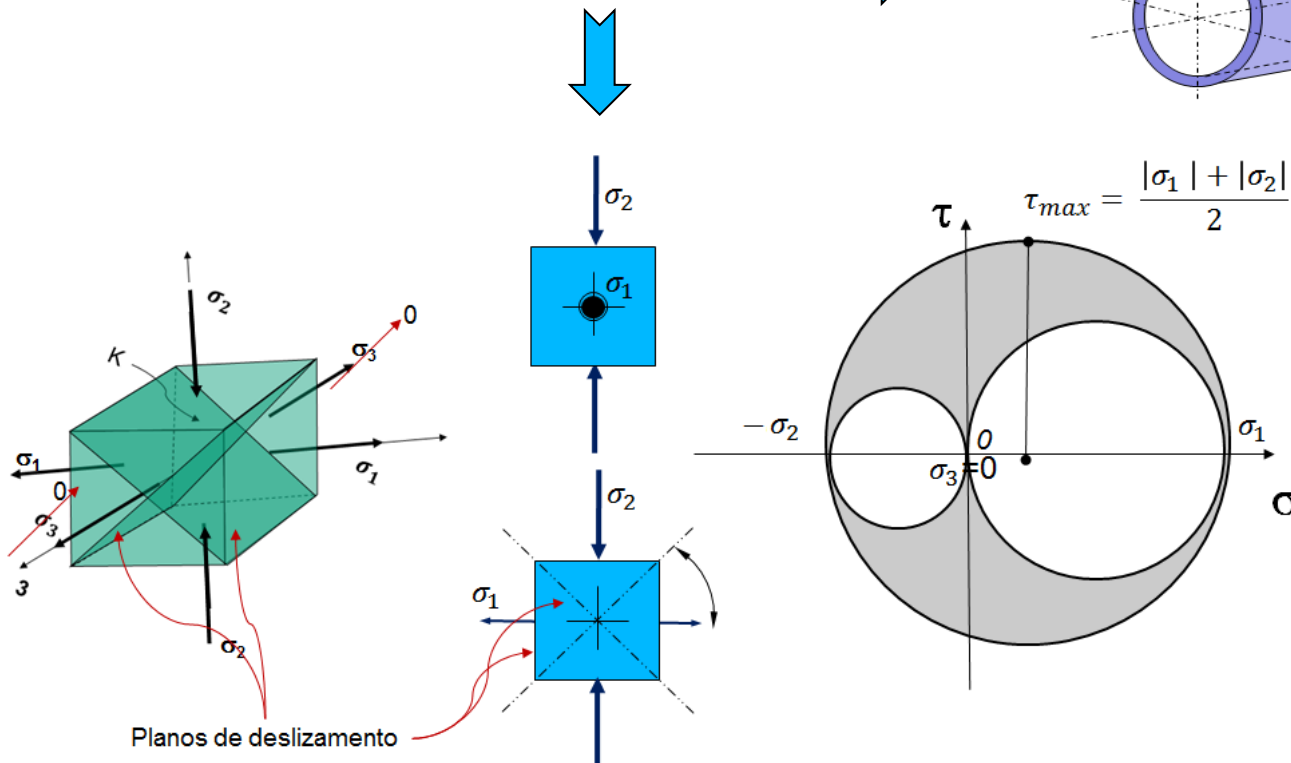 σ₂
τ_max = (|σ₁| + |σ₂|)/2
τ
σ₁
σ₂
0
K
σ₃
−σ₂
0
σ₁
σ₁
σ₁
σ₃=0
0
σ₂
σ
σ₃
3
σ₁
σ₂
Planos de deslizamento